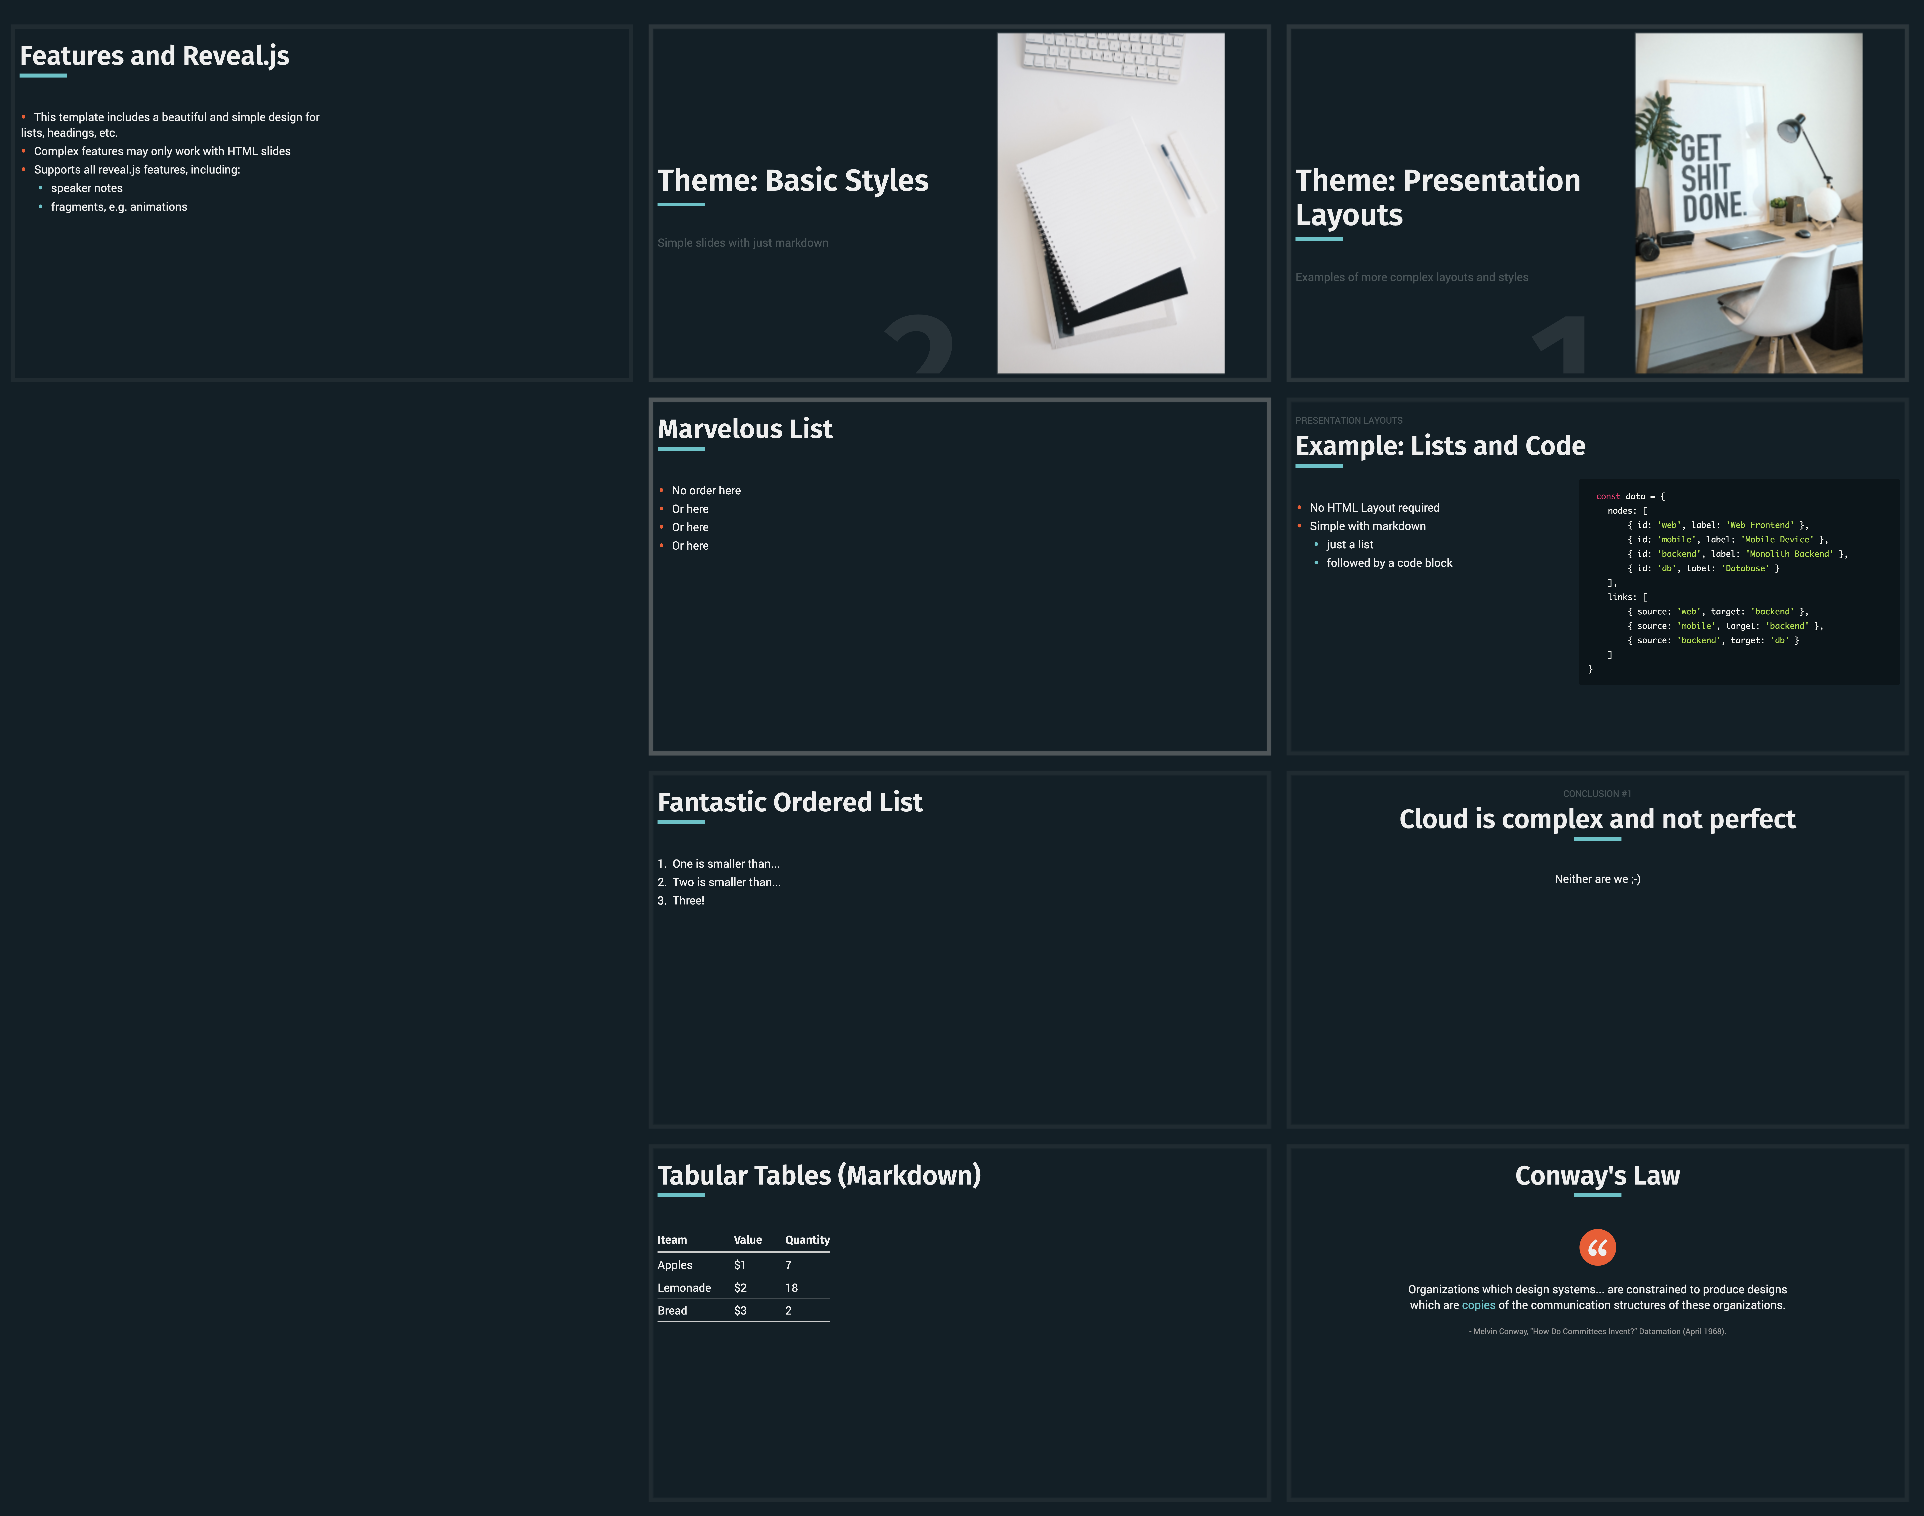 Features and Reveal.js
This template includes a beautiful and simple design for
lists, headings, etc.
Complex features may only work with HTML slides
Supports all reveal.js features, including:
speaker notes
fragments, e.g. animations
Theme: Basic Styles
Simple slides with just markdown
2
Marvelous List
No order here
Or here
Or here
Or here
Fantastic Ordered List
1. One is smaller than...
2. Two is smaller than...
3. Three!
Tabular Tables (Markdown)
Iteam Value Quantity
Apples $1 7
Lemonade $2 18
Bread $3 2
Theme: Presentation
Layouts
Examples of more complex layouts and styles
1
GET
SHIT
DONE.
PRESENTATION LAYOUTS
Example: Lists and Code
No HTML Layout required
Simple with markdown
just a list
followed by a code block
const data = {
nodes: [
{ id: 'web', label: 'Web Frontend' },
{ id: 'mobile', label: 'Mobile Device' },
{ id: 'backend', label: 'Monolith Backend' },
{ id: 'db', label: 'Database' }
],
links: [
{ source: 'web', target: 'backend' },
{ source: 'mobile', target: 'backend' },
{ source: 'backend', target: 'db' }
]
}
CONCLUSION #1
Cloud is complex and not perfect
Neither are we ;-)
Conway's Law
“
Organizations which design systems... are constrained to produce designs
which are copies of the communication structures of these organizations.
- Melvin Conway, "How Do Committees Invent?" Datamation (April 1968).